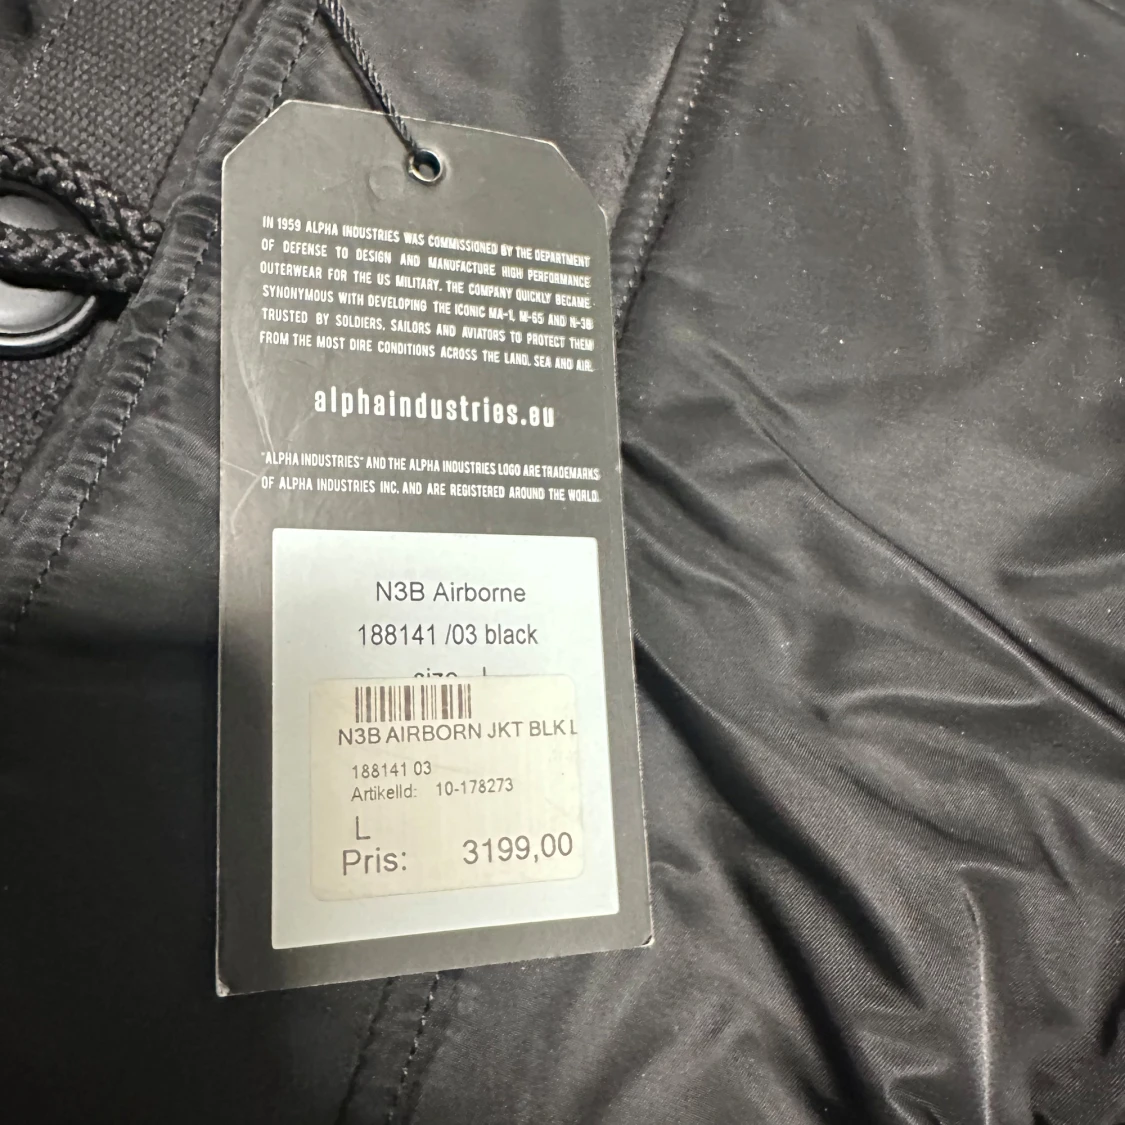 IN 1959 ALPHA INDUSTRIES WAS COMMISSIONED BY THE DEPARTMENT
OF DEFENSE TO DESIGN AND MANUFACTURE HIGH PERFORMANCE
OUTERWEAR FOR THE US MILITARY. THE COMPANY QUICKLY BECAME
SYNONYMOUS WITH DEVELOPING THE ICONIC MA-1, M-65 AND N-3B
TRUSTED BY SOLDIERS, SAILORS AND AVIATORS TO PROTECT THEM
FROM THE MOST DIRE CONDITIONS ACROSS THE LAND, SEA AND AIR.
alphaindustries.eu
"ALPHA INDUSTRIES" AND THE ALPHA INDUSTRIES LOGO ARE TRADEMARKS
OF ALPHA INDUSTRIES INC. AND ARE REGISTERED AROUND THE WORLD.
N3B Airborne
188141 /03 black
size L
N3B AIRBORN JKT BLK L
188141 03
ArtikelId: 10-178273
L
Pris: 3199,00